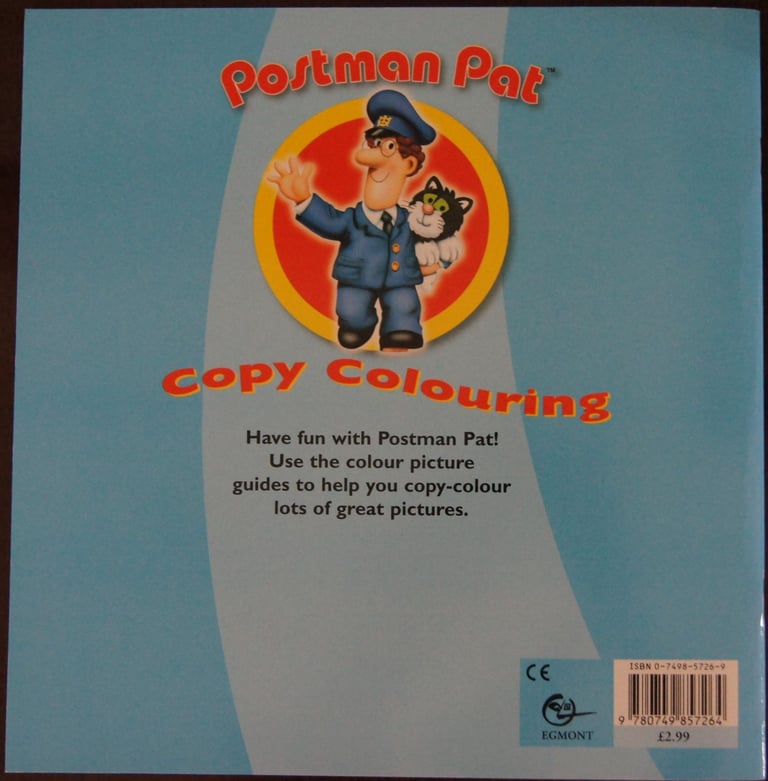 Postman Pat™
Copy Colouring
Have fun with Postman Pat!
Use the colour picture
guides to help you copy-colour
lots of great pictures.
CE
EGMONT
ISBN 0-7498-5726-9
9 780749 857264
£2.99